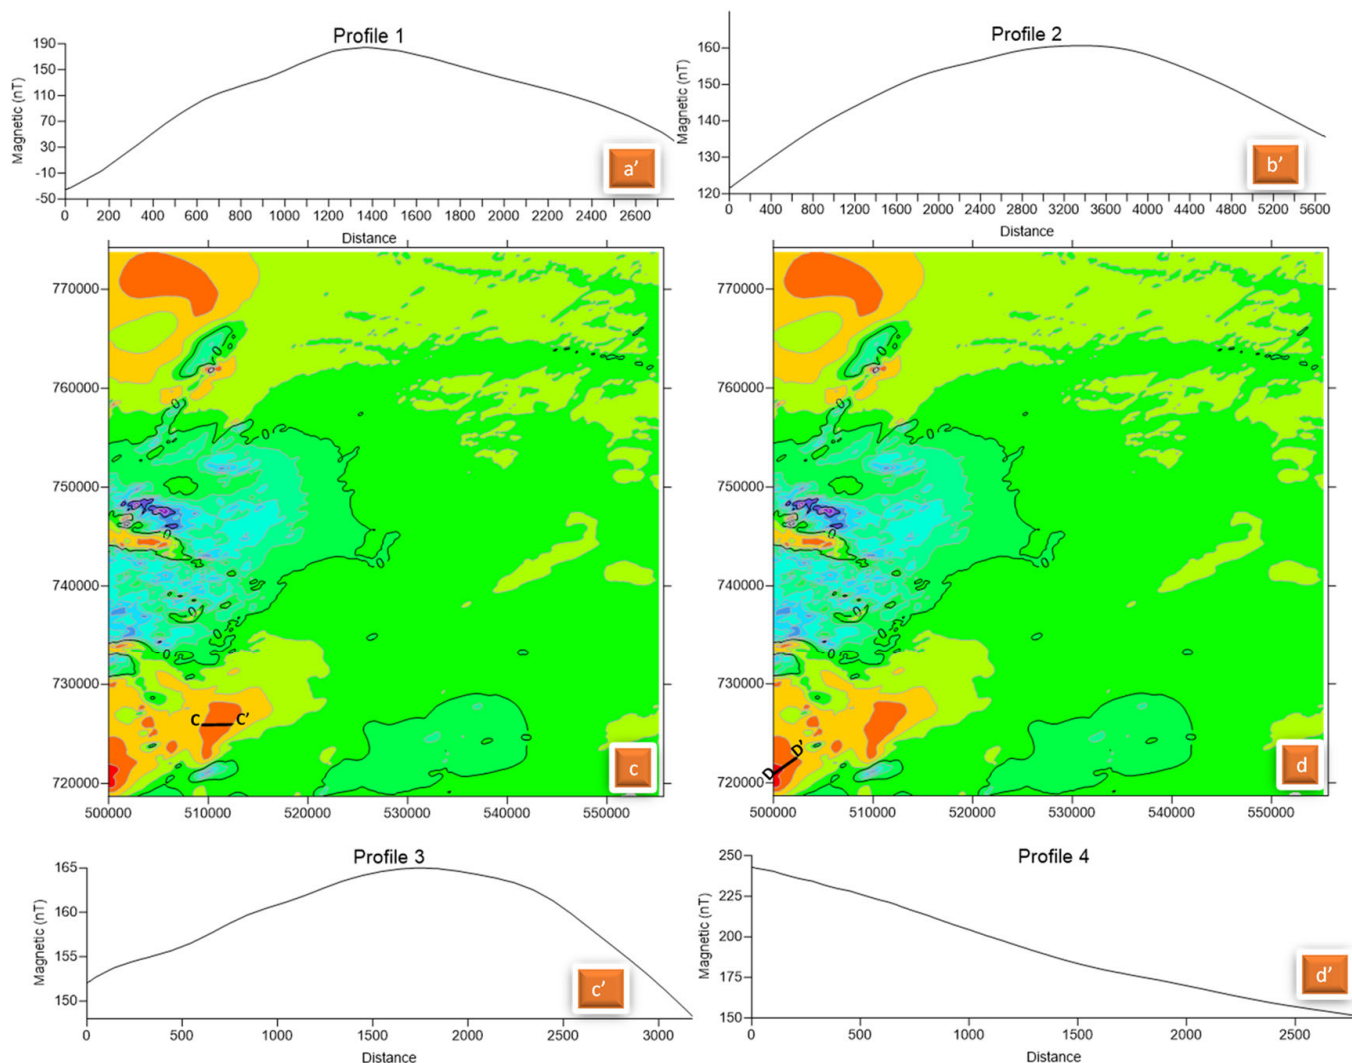 Profile 1
Magnetic (nT)
190
150
110
70
30
-10
-50
0 200 400 600 800 1000 1200 1400 1600 1800 2000 2200 2400 2600
Distance
a’
Profile 2
Magnetic (nT)
160
150
140
130
120
0 400 800 1200 1600 2000 2400 2800 3200 3600 4000 4400 4800 5200 5600
Distance
b’
770000
760000
750000
740000
730000
720000
500000 510000 520000 530000 540000 550000
C C’
c
770000
760000
750000
740000
730000
720000
500000 510000 520000 530000 540000 550000
D D’
d
Profile 3
Magnetic (nT)
165
160
155
150
0 500 1000 1500 2000 2500 3000
Distance
c’
Profile 4
Magnetic (nT)
250
225
200
175
150
0 500 1000 1500 2000 2500
Distance
d’